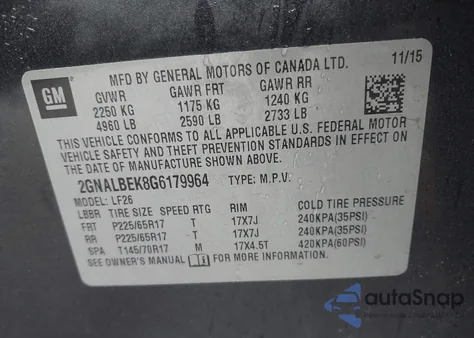 GM
MFD BY GENERAL MOTORS OF CANADA LTD. 11/15
GVWR GAWR FRT GAWR RR
2250 KG 1175 KG 1240 KG
4960 LB 2590 LB 2733 LB
THIS VEHICLE CONFORMS TO ALL APPLICABLE U.S. FEDERAL MOTOR
VEHICLE SAFETY AND THEFT PREVENTION STANDARDS IN EFFECT ON
THE DATE OF MANUFACTURE SHOWN ABOVE.
2GNALBEK8G6179964 TYPE: M.P.V.
MODEL: LF26
LBBR TIRE SIZE SPEED RTG RIM COLD TIRE PRESSURE
FRT P225/65R17 T 17X7J 240KPA(35PSI)
RR P225/65R17 T 17X7J 240KPA(35PSI)
SPA T145/70R17 M 17X4.5T 420KPA(60PSI)
SEE OWNER'S MANUAL FOR MORE INFORMATION.
autoSnap